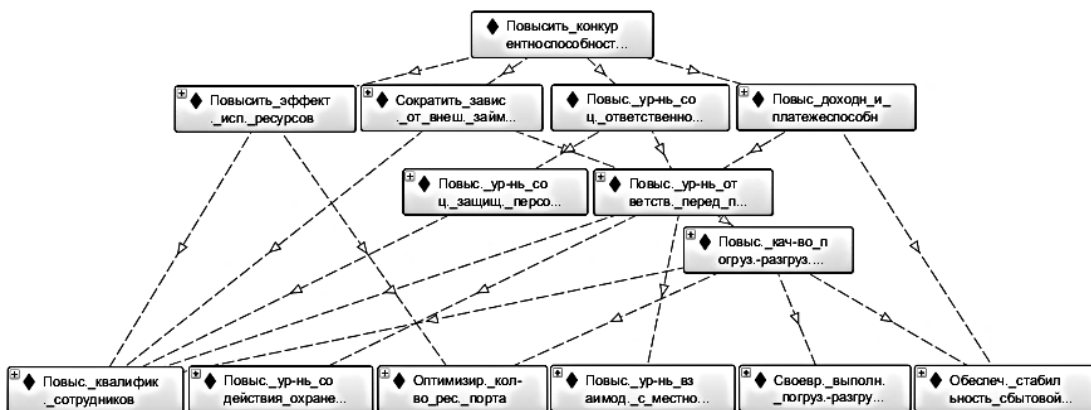 Повысить_конкур
ентноспособност...
Повысить_эффект
._исп._ресурсов
Сократить_завис
._от_внеш._займ...
Повыс._ур-нь_со
ц._ответственно...
Повыс_доходн_и_
платежеспособн
Повыс._ур-нь_со
ц._защищ._персо...
Повыс._ур-нь_от
ветств._перед_п...
Повыс._кач-во_п
огруз.-разгруз....
Повыс._квалифик
._сотрудников
Повыс._ур-нь_со
действия_охране...
Оптимизир._кол-
во_рес._порта
Повыс._ур-нь_вз
аимод._с_местно...
Своевр._выполн.
_погруз.-разгру...
Обеспеч._стабил
ьность_сбытовой...